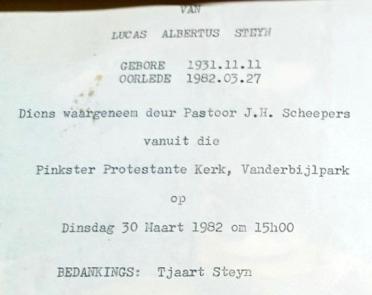 VAN
LUCAS ALBERTUS STEYN
GEBORE 1931.11.11
OORLEDE 1982.03.27
Diens waargeneem deur Pastoor J.H. Scheepers
vanuit die
Pinkster Protestante Kerk, Vanderbijlpark
op
Dinsdag 30 Maart 1982 om 15h00
BEDANKINGS: Tjaart Steyn